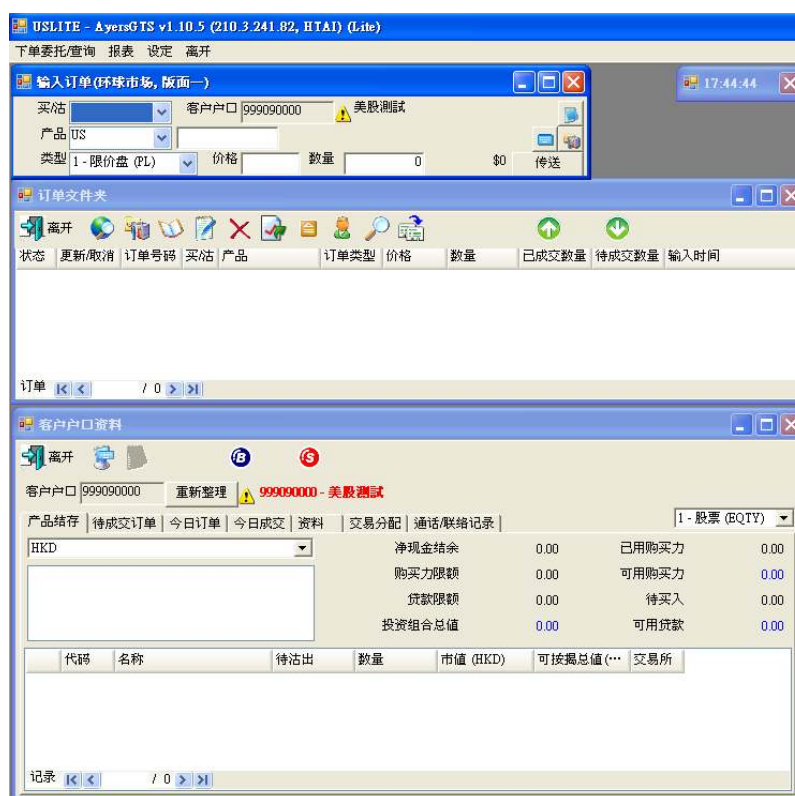 USLITE - AyersGTS v1.10.5 (210.3.241.82, HTAI) (Lite)
下单委托/查询 报表 设定 离开
输入订单(环球市场, 版面一)
17:44:44
买/沽 客户户口 999090000 美股测試
产品 US
类型 1 - 限价盘 (PL) 价格 数量 0 $0 传送
订单文件夹
离开
状态 更新/取消 订单号碼 买/沽 产品 订单类型 价格 数量 已成交数量 待成交数量 输入时间
订单 / 0
客户户口资料
离开 B S
客户户口 999090000 重新整理 999090000 - 美股测試
产品结存 待成交订单 今日订单 今日成交 资料 交易分配 通话/联络记录 1 - 股票 (EQTY)
HKD 净现金结余 0.00 已用购买力 0.00
购买力限额 0.00 可用购买力 0.00
贷款限额 0.00 待买入 0.00
投资组合总值 0.00 可用贷款 0.00
代碼 名称 待沽出 数量 市值 (HKD) 可按揭总值(… 交易所
记录 / 0